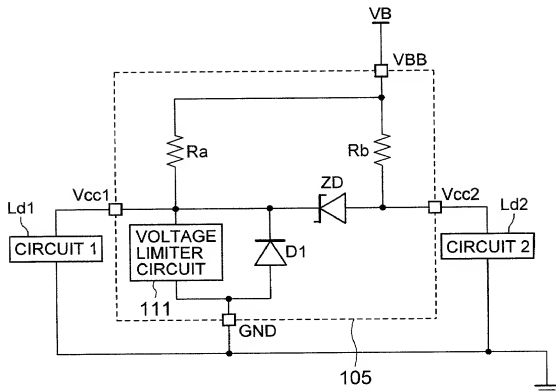 VB
VBB
Ra
Rb
ZD
Vcc1
Vcc2
Ld1
Ld2
CIRCUIT 1
VOLTAGE
LIMITER
CIRCUIT
D1
CIRCUIT 2
111
GND
105